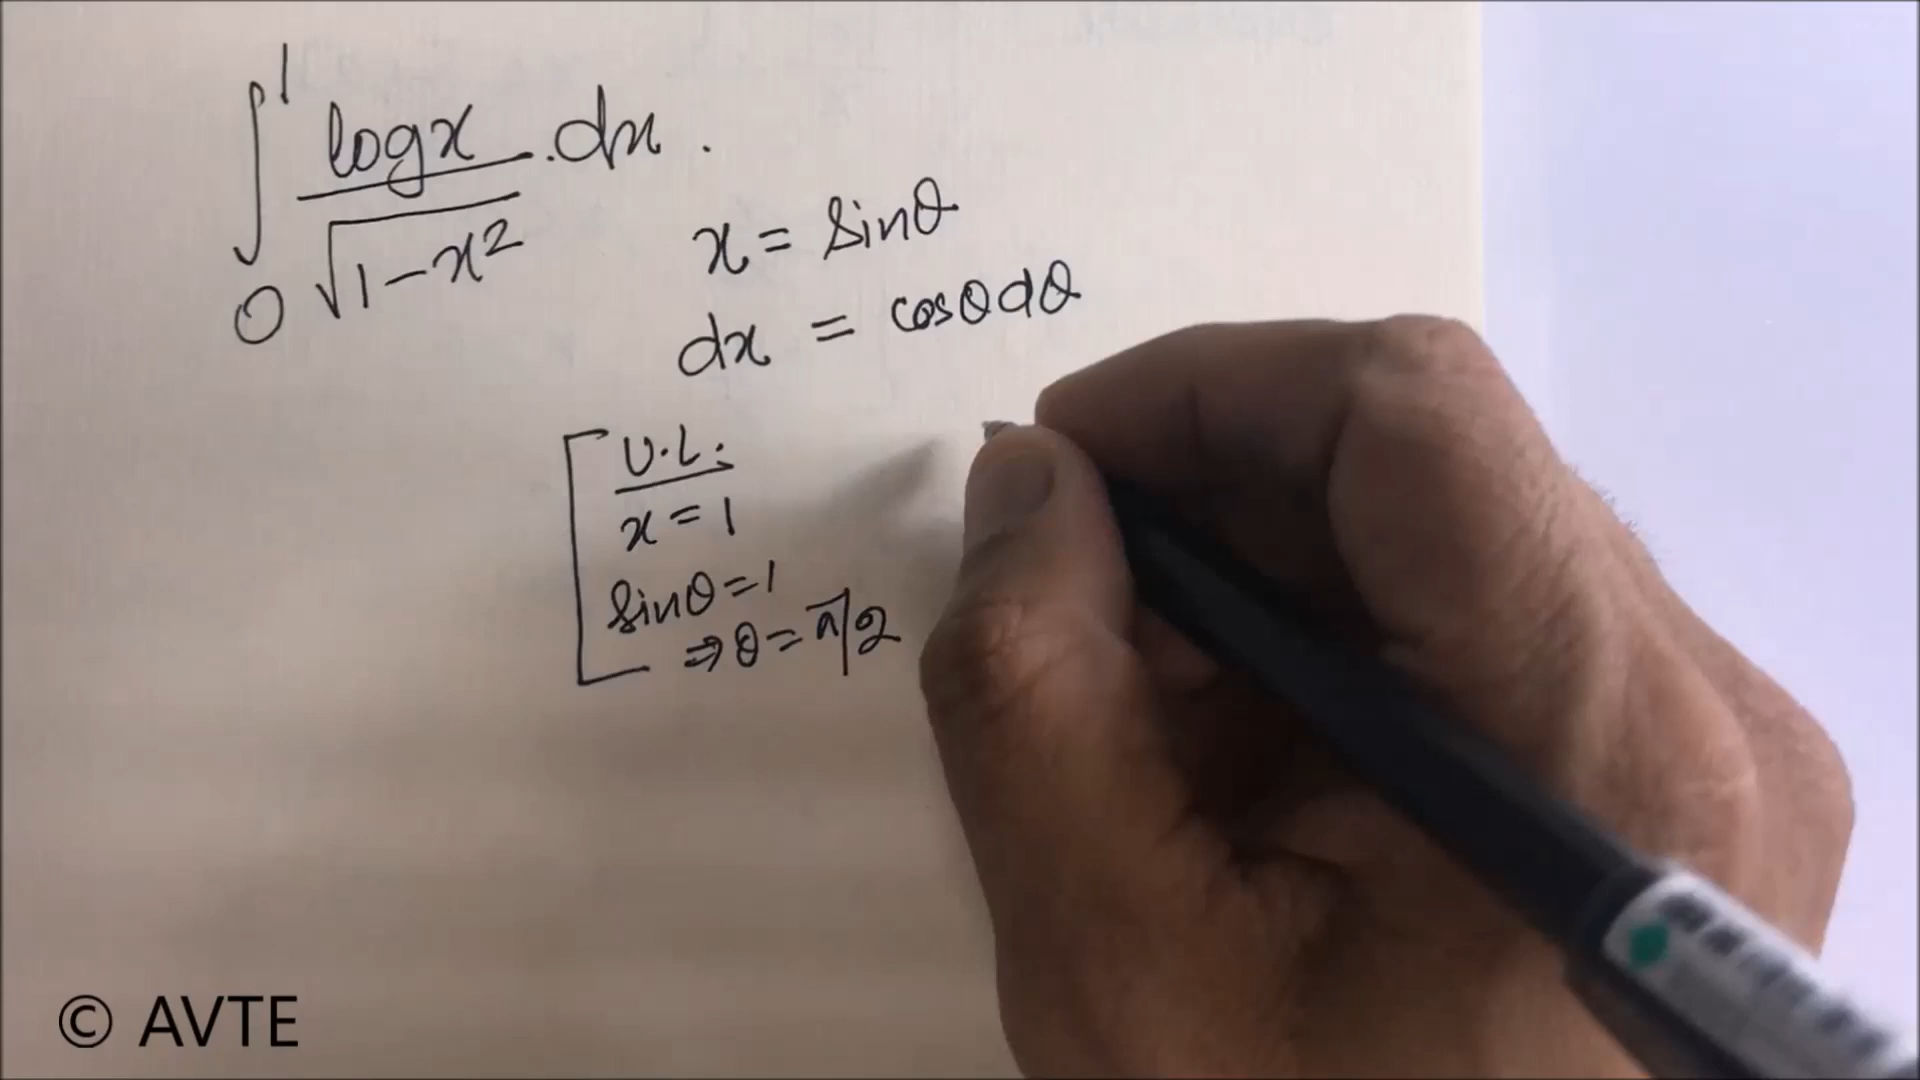 ∫₀¹ logx/√(1-x²) .dx .
x = sinθ
dx = cosθdθ
U.L.
x=1
sinθ=1
⇒θ=π/2
© AVTE